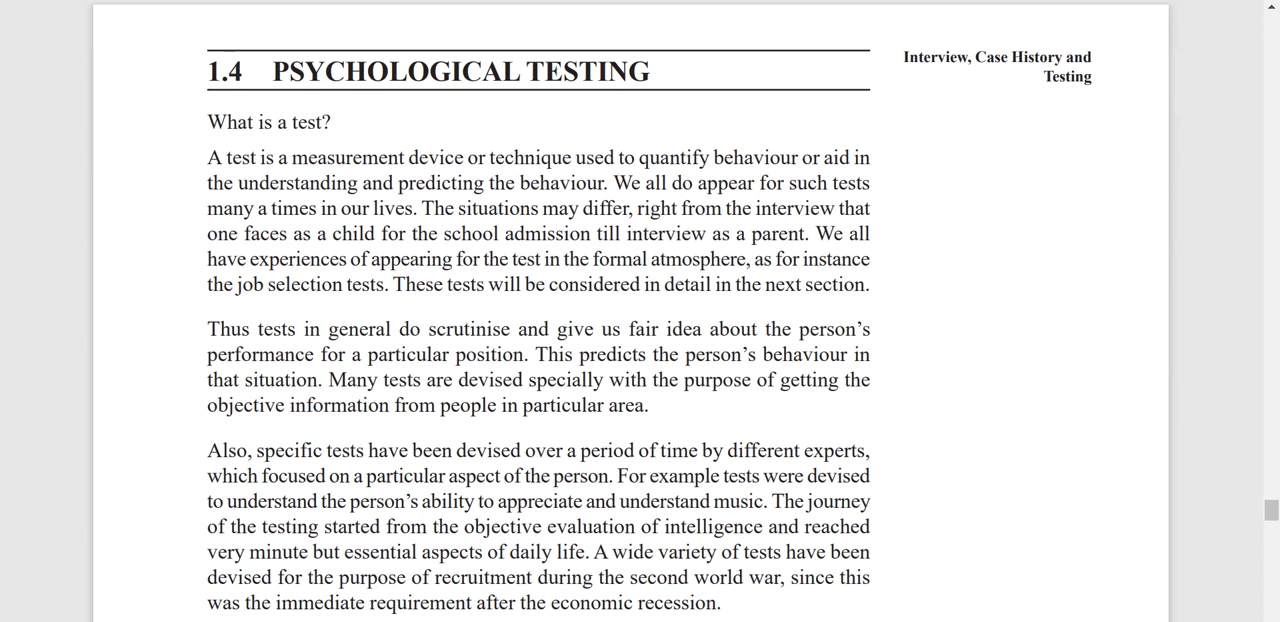 1.4 PSYCHOLOGICAL TESTING
Interview, Case History and
Testing
What is a test?
A test is a measurement device or technique used to quantify behaviour or aid in
the understanding and predicting the behaviour. We all do appear for such tests
many a times in our lives. The situations may differ, right from the interview that
one faces as a child for the school admission till interview as a parent. We all
have experiences of appearing for the test in the formal atmosphere, as for instance
the job selection tests. These tests will be considered in detail in the next section.
Thus tests in general do scrutinise and give us fair idea about the person’s
performance for a particular position. This predicts the person’s behaviour in
that situation. Many tests are devised specially with the purpose of getting the
objective information from people in particular area.
Also, specific tests have been devised over a period of time by different experts,
which focused on a particular aspect of the person. For example tests were devised
to understand the person’s ability to appreciate and understand music. The journey
of the testing started from the objective evaluation of intelligence and reached
very minute but essential aspects of daily life. A wide variety of tests have been
devised for the purpose of recruitment during the second world war, since this
was the immediate requirement after the economic recession.